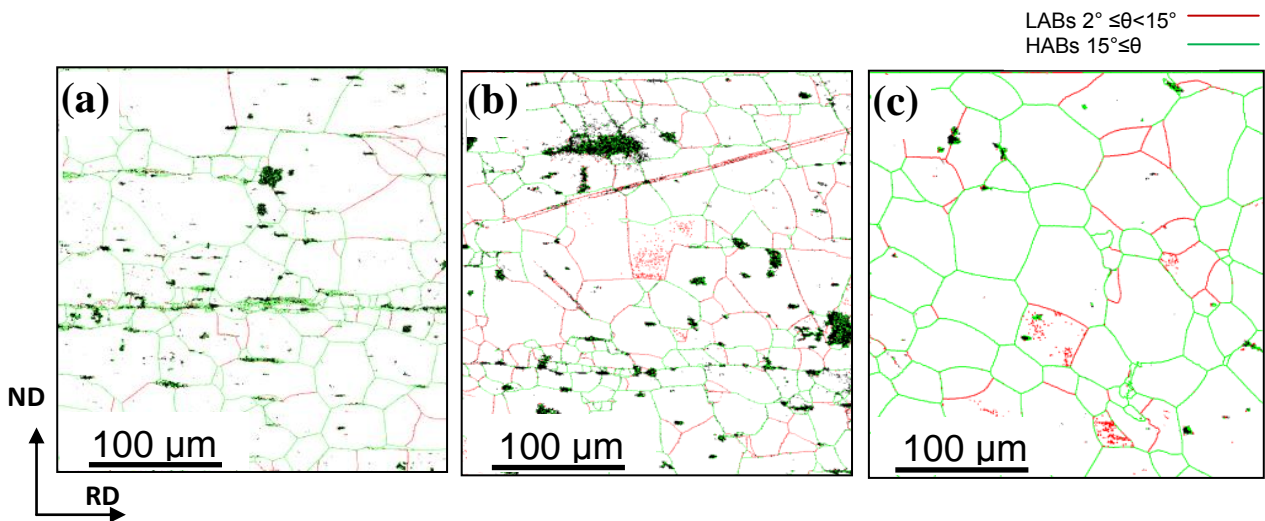 LABs 2° ≤θ<15°
HABs 15°≤θ
(a)
(b)
(c)
ND
RD
100 µm
100 µm
100 µm